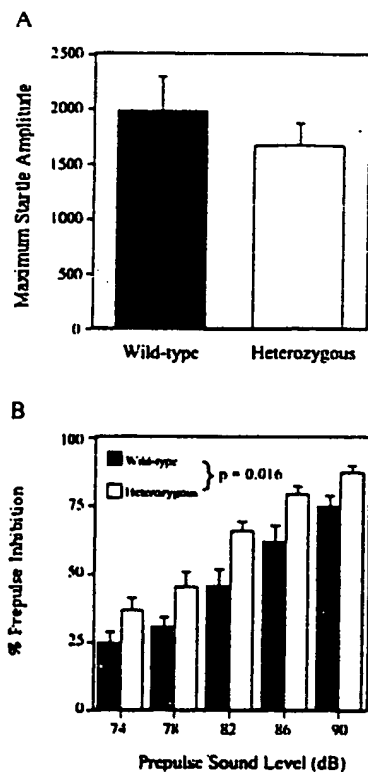 A
2500
2000
1500
1000
500
0
Maximum Startle Amplitude
Wild-type Heterozygous
B
100
75
50
25
0
% Prepulse Inhibition
Wild-type
Heterozygous
p = 0.016
74 78 82 86 90
Prepulse Sound Level (dB)